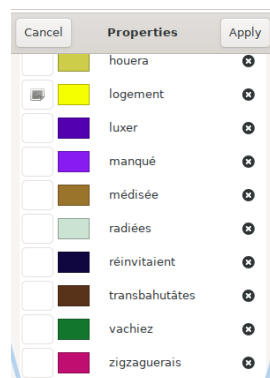 Cancel Properties Apply
houera
logement
luxer
manqué
médisée
radiées
réinvitaient
transbahutâtes
vachiez
zigzaguerais